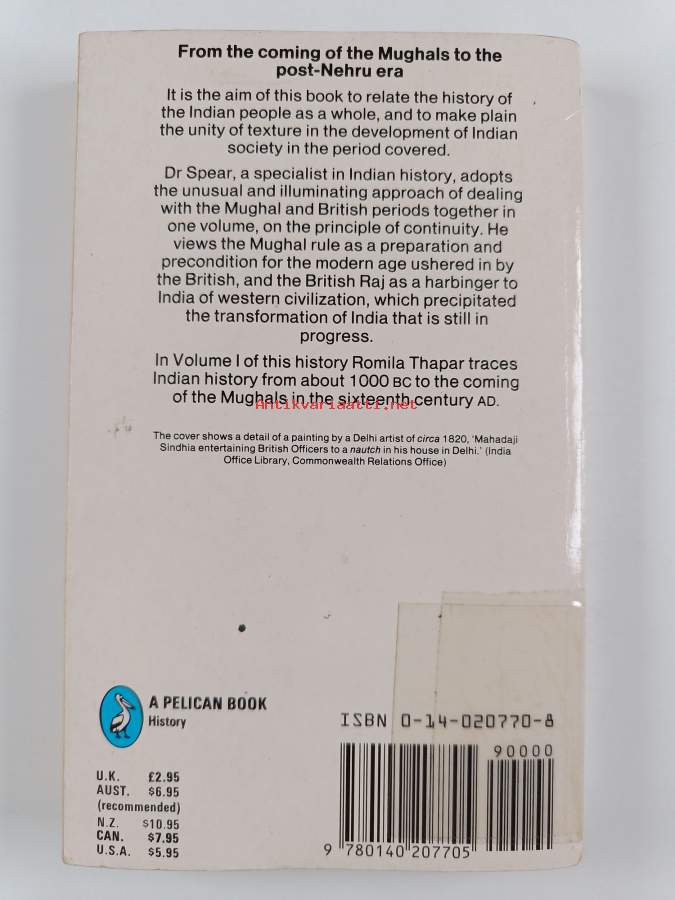 From the coming of the Mughals to the
post-Nehru era
It is the aim of this book to relate the history of
the Indian people as a whole, and to make plain
the unity of texture in the development of Indian
society in the period covered.
Dr Spear, a specialist in Indian history, adopts
the unusual and illuminating approach of dealing
with the Mughal and British periods together in
one volume, on the principle of continuity. He
views the Mughal rule as a preparation and
precondition for the modern age ushered in by
the British, and the British Raj as a harbinger to
India of western civilization, which precipitated
the transformation of India that is still in
progress.
In Volume I of this history Romila Thapar traces
Indian history from about 1000 BC to the coming
of the Mughals in the sixteenth century AD.
Antikvariaatti.net
The cover shows a detail of a painting by a Delhi artist of circa 1820, 'Mahadaji
Sindhia entertaining British Officers to a nautch in his house in Delhi.' (India
Office Library, Commonwealth Relations Office)
A PELICAN BOOK
History
ISBN 0-14-020770-8
90000
U.K. £2.95
AUST. $6.95
(recommended)
N.Z. $10.95
CAN. $7.95
U.S.A. $5.95
9 780140 207705